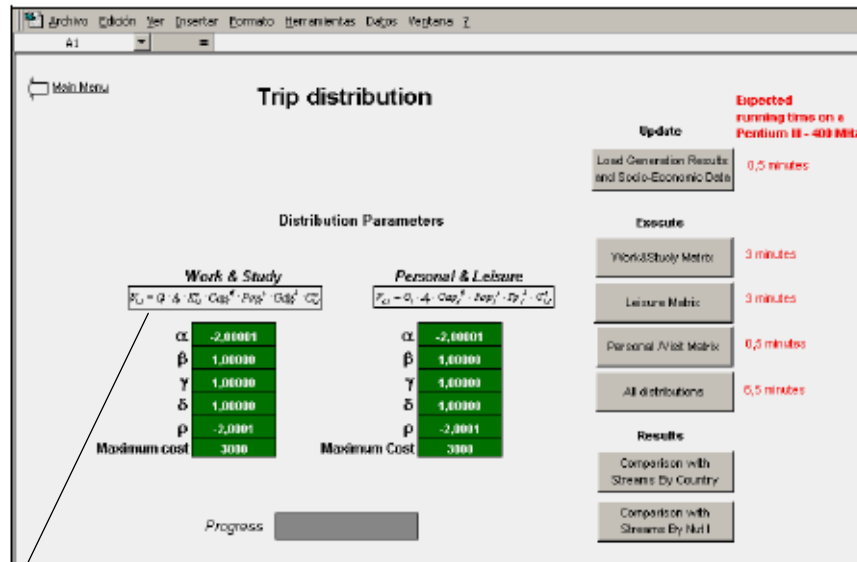 Archivo Edición Ver Insertar Formato Herramientas Datos Ventana ?
A1 =
Main Menu
Trip distribution
Expected
running time on a
Pentium III - 400 MHz
Update
Load Generation Results
and Socio-Economic Data
0,5 minutes
Distribution Parameters
Execute
Work & Study
Personal & Leisure
Work&Study Matrix
3 minutes
Leisure Matrix
3 minutes
Personal /Visit Matrix
0,5 minutes
All distributions
6,5 minutes
α -2,00001
β 1,00000
γ 1,00000
δ 1,00000
ρ -2,0001
Maximum cost 3000
α -2,00001
β 1,00000
γ 1,00000
δ 1,00000
ρ -2,0001
Maximum Cost 3000
Results
Comparison with
Streams By Country
Comparison with
Streams By Nut I
Progress